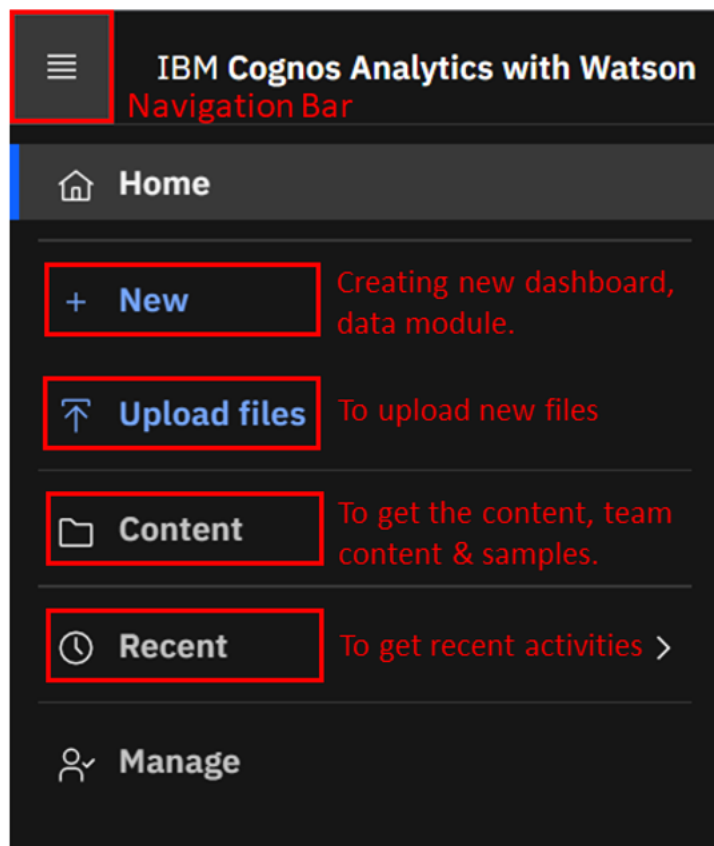 IBM Cognos Analytics with Watson
Navigation Bar
Home
+ New
Creating new dashboard,
data module.
Upload files
To upload new files
Content
To get the content, team
content & samples.
Recent
To get recent activities
Manage